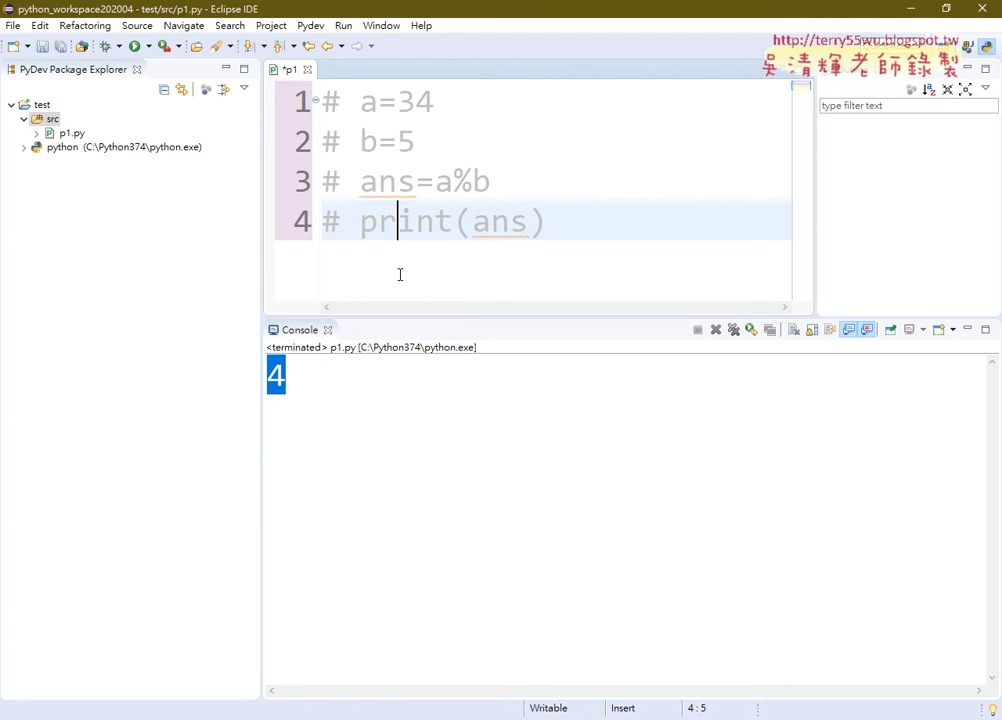 python_workspace202004 - test/src/p1.py - Eclipse IDE
File Edit Refactoring Source Navigate Search Project Pydev Run Window Help
http://terry55wu.blogspot.tw
吳清輝老師錄製
PyDev Package Explorer
*p1
test
src
p1.py
python (C:\Python374\python.exe)
1 # a=34
2 # b=5
3 # ans=a%b
4 # print(ans)
type filter text
Console
<terminated> p1.py [C:\Python374\python.exe]
4
Writable Insert 4 : 5